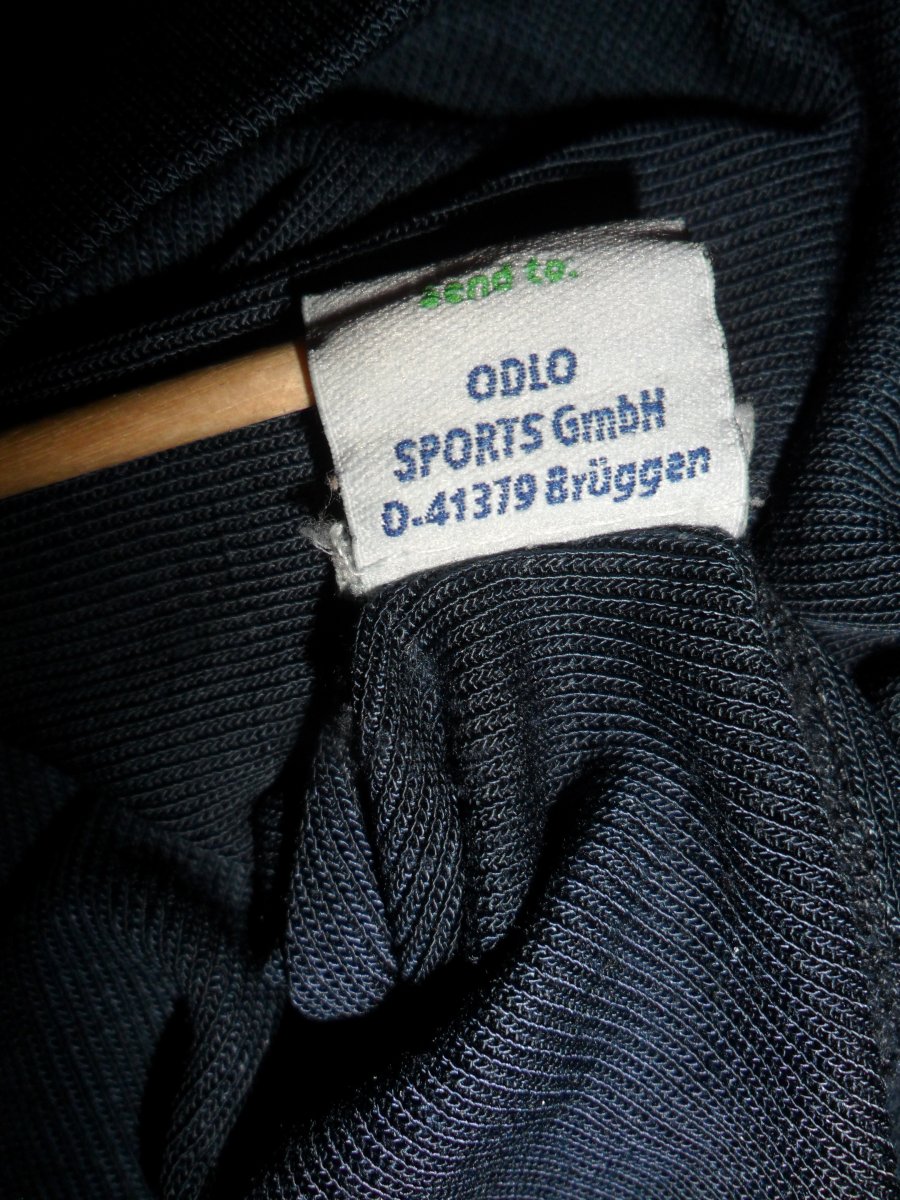 send to:
ODLO
SPORTS GmbH
D-41379 Brüggen